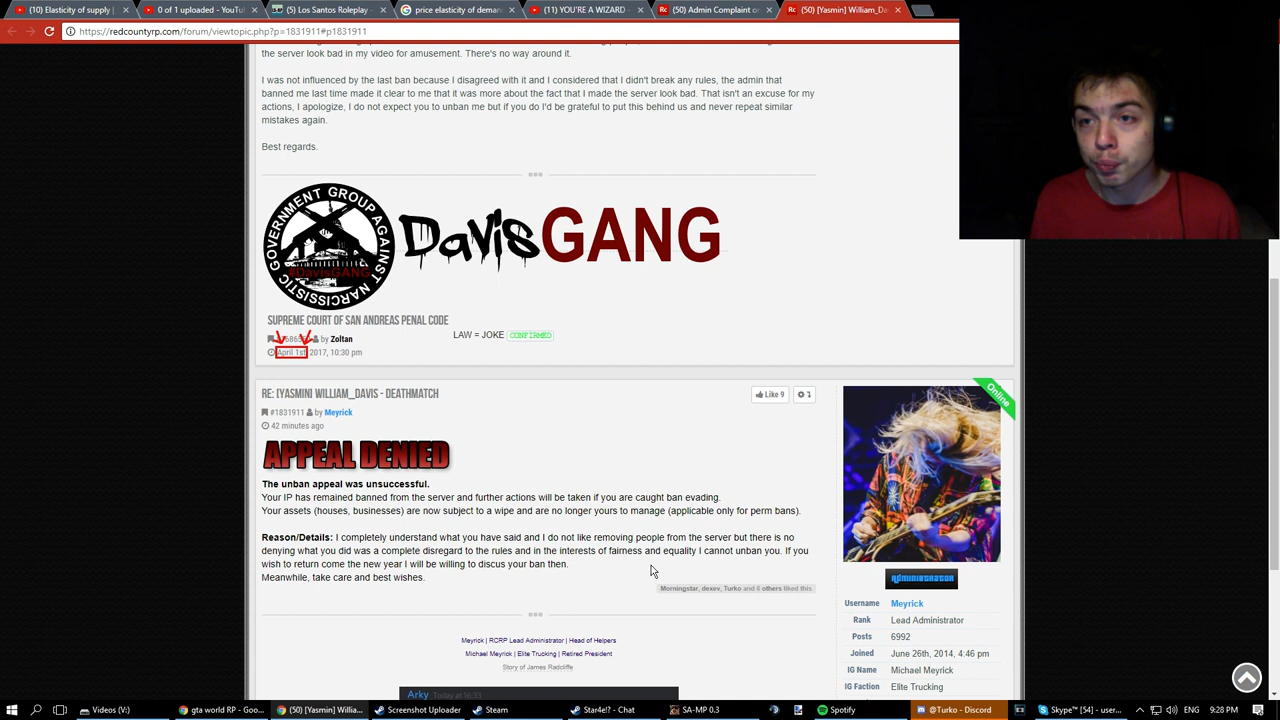 (10) Elasticity of supply |
0 of 1 uploaded - YouTu
(5) Los Santos Roleplay -
price elasticity of deman
(11) YOU'RE A WIZARD -
(50) Admin Complaint o
(50) [Yasmin] William_Da
https://redcountyrp.com/forum/viewtopic.php?p=1831911#p1831911
the server look bad in my video for amusement. There's no way around it.
I was not influenced by the last ban because I disagreed with it and I considered that I didn't break any rules, the admin that
banned me last time made it clear to me that it was more about the fact that I made the server look bad. That isn't an excuse for my
actions, I apologize, I do not expect you to unban me but if you do I'd be grateful to put this behind us and never repeat similar
mistakes again.
Best regards.
GOVERNMENT GROUP AGAINST NARCISSISTIC
#DavisGANG
DavisGANG
SUPREME COURT OF SAN ANDREAS PENAL CODE
by Zoltan
LAW = JOKE CONFIRMED
April 1st, 2017, 10:30 pm
RE: [YASMIN] WILLIAM_DAVIS - DEATHMATCH
Like 9
#1831911 by Meyrick
42 minutes ago
Online
APPEAL DENIED
The unban appeal was unsuccessful.
Your IP has remained banned from the server and further actions will be taken if you are caught ban evading.
Your assets (houses, businesses) are now subject to a wipe and are no longer yours to manage (applicable only for perm bans).
Reason/Details: I completely understand what you have said and I do not like removing people from the server but there is no
denying what you did was a complete disregard to the rules and in the interests of fairness and equality I cannot unban you. If you
wish to return come the new year I will be willing to discus your ban then.
Meanwhile, take care and best wishes.
Morningstar, dexev, Turko and 6 others liked this
ADMINISTRATOR
Username Meyrick
Rank Lead Administrator
Posts 6992
Joined June 26th, 2014, 4:46 pm
IG Name Michael Meyrick
IG Faction Elite Trucking
Meyrick | RCRP Lead Administrator | Head of Helpers
Michael Meyrick | Elite Trucking | Retired President
Story of James Radcliffe
Arky Today at 16:33
Videos (V:)
gta world RP - Goo...
(50) [Yasmin] Willia...
Screenshot Uploader
Steam
Star4e!? - Chat
SA-MP 0.3
Spotify
@Turko - Discord
Skype™ [3] - user...
ENG
9:28 PM